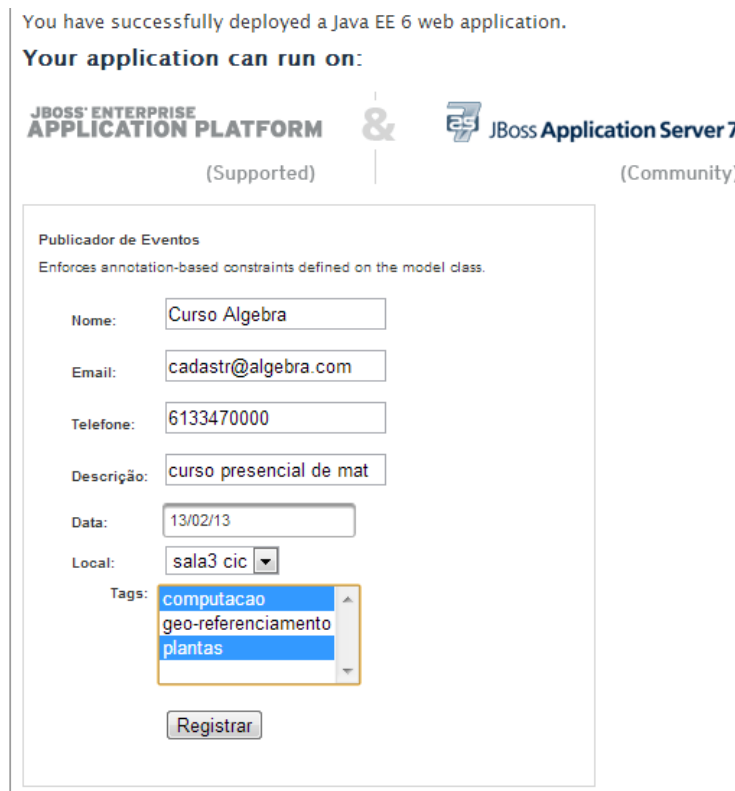 You have successfully deployed a Java EE 6 web application.
Your application can run on:
JBOSS' ENTERPRISE
APPLICATION PLATFORM
&
as 7
JBoss Application Server 7
(Supported)
(Community)
Publicador de Eventos
Enforces annotation-based constraints defined on the model class.
Nome: Curso Algebra
Email: cadastr@algebra.com
Telefone: 6133470000
Descrição: curso presencial de mat
Data: 13/02/13
Local: sala3 cic
Tags: computacao
geo-referenciamento
plantas
Registrar